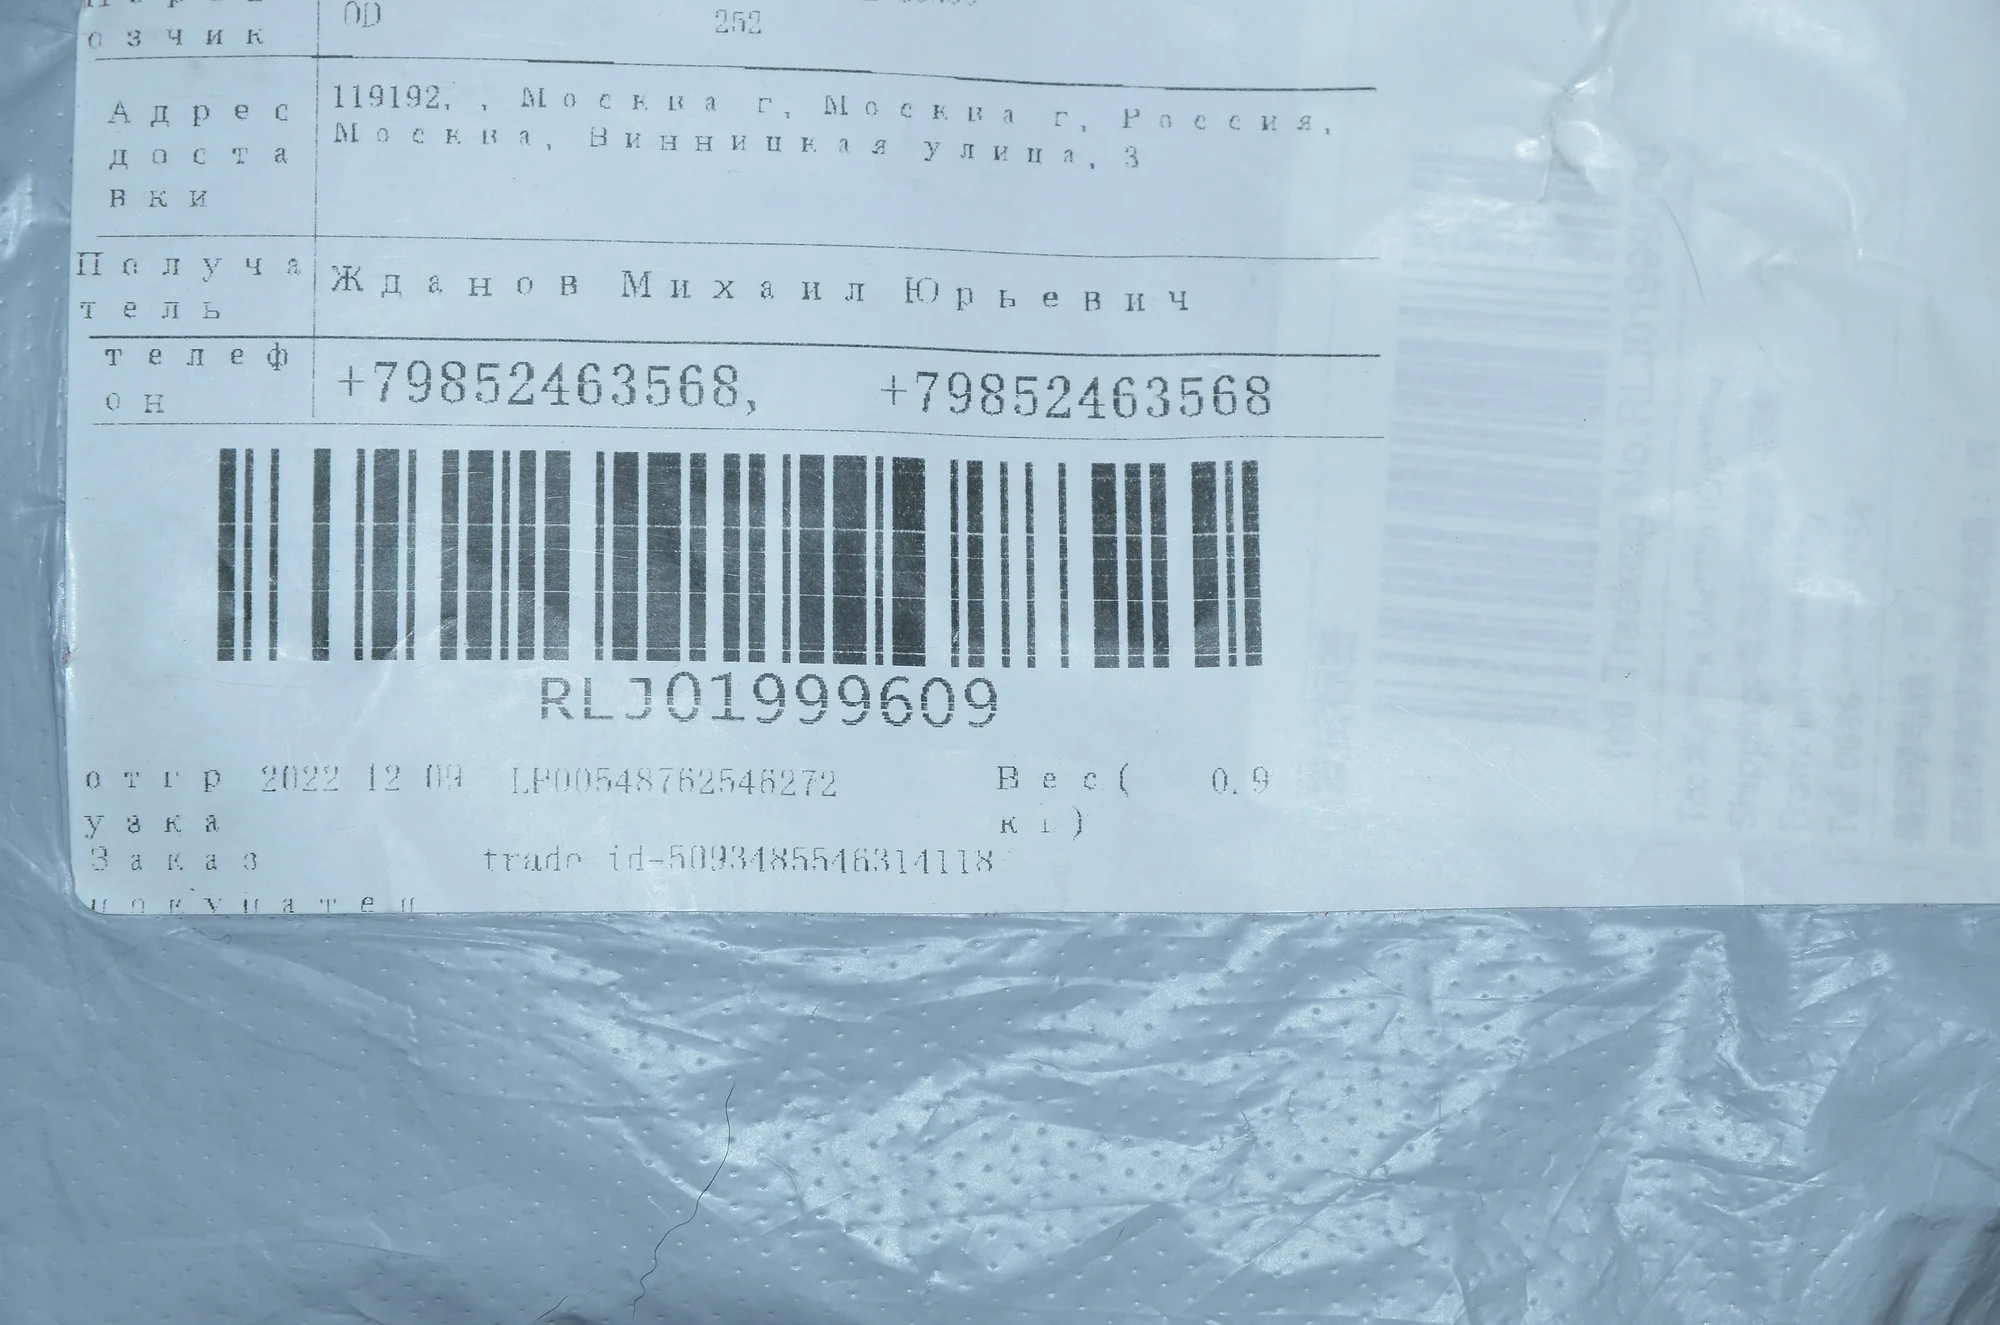 озчик
OD 252
Адрес
доста
вки
119192, , Москва г, Москва г, Россия,
Москва, Винницкая улица, 3
Получа
тель
Жданов Михаил Юрьевич
телеф
он
+79852463568, +79852463568
RLJ01999609
отгр
узка
2022 12 09 LP00548762546272
Вес(
кг)
0.9
Заказ
trade id-5093485546314118
покупател